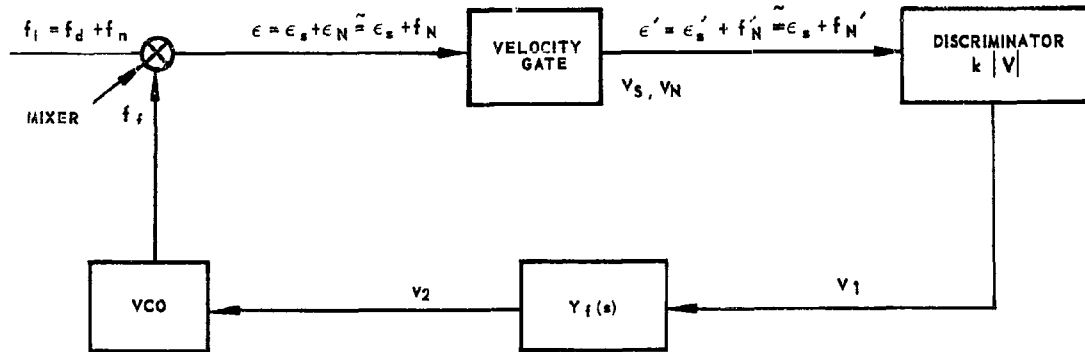 f_i = f_d + f_n
MIXER
f_f
ϵ = ϵ_s + ϵ_N ≅ ϵ_s + f_N
VELOCITY
GATE
ϵ' = ϵ_s' + f_N' ≅ ϵ_s + f_N'
V_S, V_N
DISCRIMINATOR
k |V|
V_1
Y_f(s)
V_2
VCO